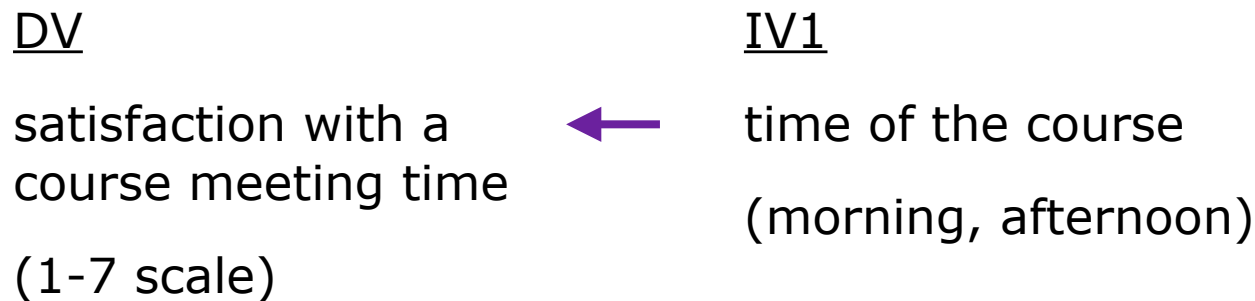 DV
satisfaction with a
course meeting time
(1-7 scale)
IV1
time of the course
(morning, afternoon)